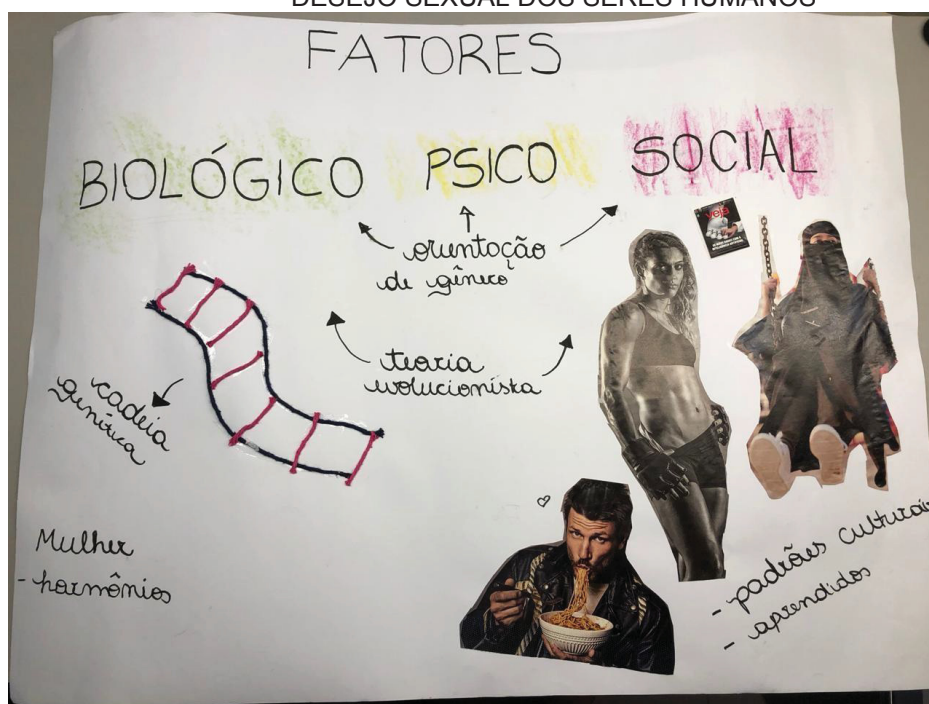 DESEJO SEXUAL DOS SERES HUMANOS
FATORES
BIOLÓGICO PSICO SOCIAL
orientação
de gênero
veja
teoria
evolucionista
cadeia
genética
Mulher
- hormônios
- padrões culturais
- aprendidos